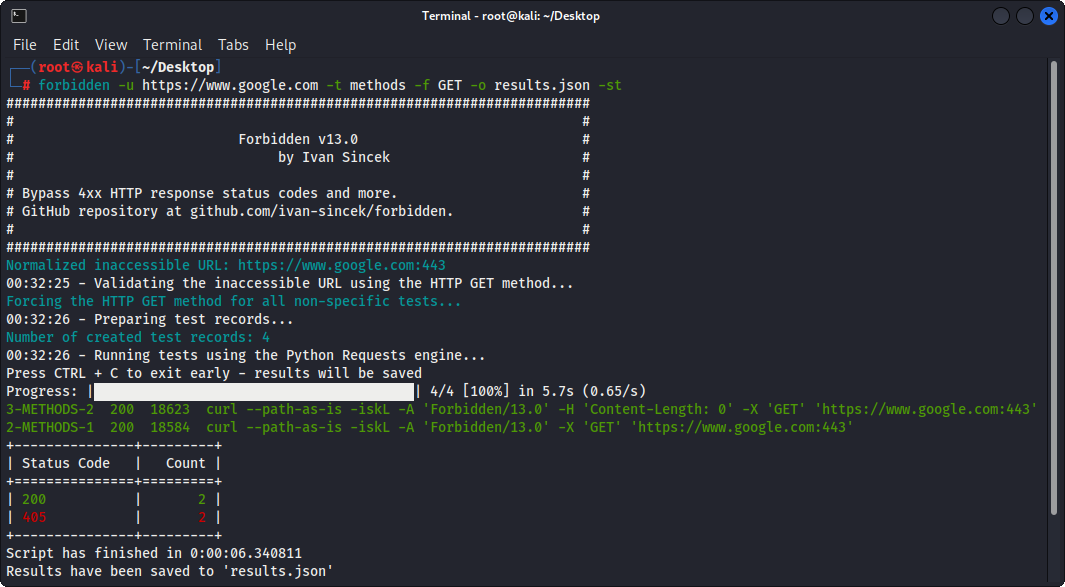 Terminal - root@kali: ~/Desktop
File Edit View Terminal Tabs Help
┌──(root㉿kali)-[~/Desktop]
└─# forbidden -u https://www.google.com -t methods -f GET -o results.json -st
#########################################################################
#                                                                       #
#                            Forbidden v13.0                            #
#                                 by Ivan Sincek                        #
#                                                                       #
# Bypass 4xx HTTP response status codes and more.                       #
# GitHub repository at github.com/ivan-sincek/forbidden.                #
#                                                                       #
#########################################################################
Normalized inaccessible URL: https://www.google.com:443
00:32:25 - Validating the inaccessible URL using the HTTP GET method...
Forcing the HTTP GET method for all non-specific tests...
00:32:26 - Preparing test records...
Number of created test records: 4
00:32:26 - Running tests using the Python Requests engine...
Press CTRL + C to exit early - results will be saved
Progress: |████████████████████████████████████████| 4/4 [100%] in 5.7s (0.65/s)
3-METHODS-2  200  18623  curl --path-as-is -iskL -A 'Forbidden/13.0' -H 'Content-Length: 0' -X 'GET' 'https://www.google.com:443'
2-METHODS-1  200  18584  curl --path-as-is -iskL -A 'Forbidden/13.0' -X 'GET' 'https://www.google.com:443'
+---------------+---------+
| Status Code   |   Count |
+===============+=========+
| 200           |       2 |
| 405           |       2 |
+---------------+---------+
Script has finished in 0:00:06.340811
Results have been saved to 'results.json'